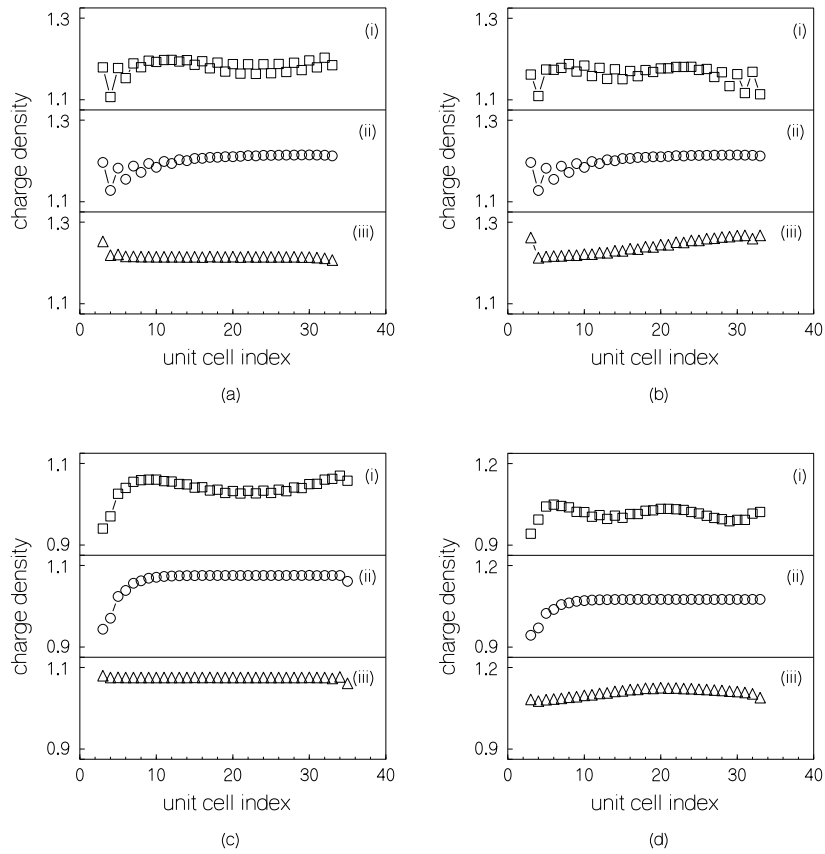 1.3
(i)
1.1
1.3
(ii)
charge density
1.1
1.3
(iii)
1.1
0 10 20 30 40
unit cell index
(a)
1.3
(i)
1.1
1.3
(ii)
charge density
1.1
1.3
(iii)
1.1
0 10 20 30 40
unit cell index
(b)
1.1
(i)
0.9
1.1
(ii)
charge density
0.9
1.1
(iii)
0.9
0 10 20 30 40
unit cell index
(c)
1.2
(i)
0.9
1.2
(ii)
charge density
0.9
1.2
(iii)
0.9
0 10 20 30 40
unit cell index
(d)